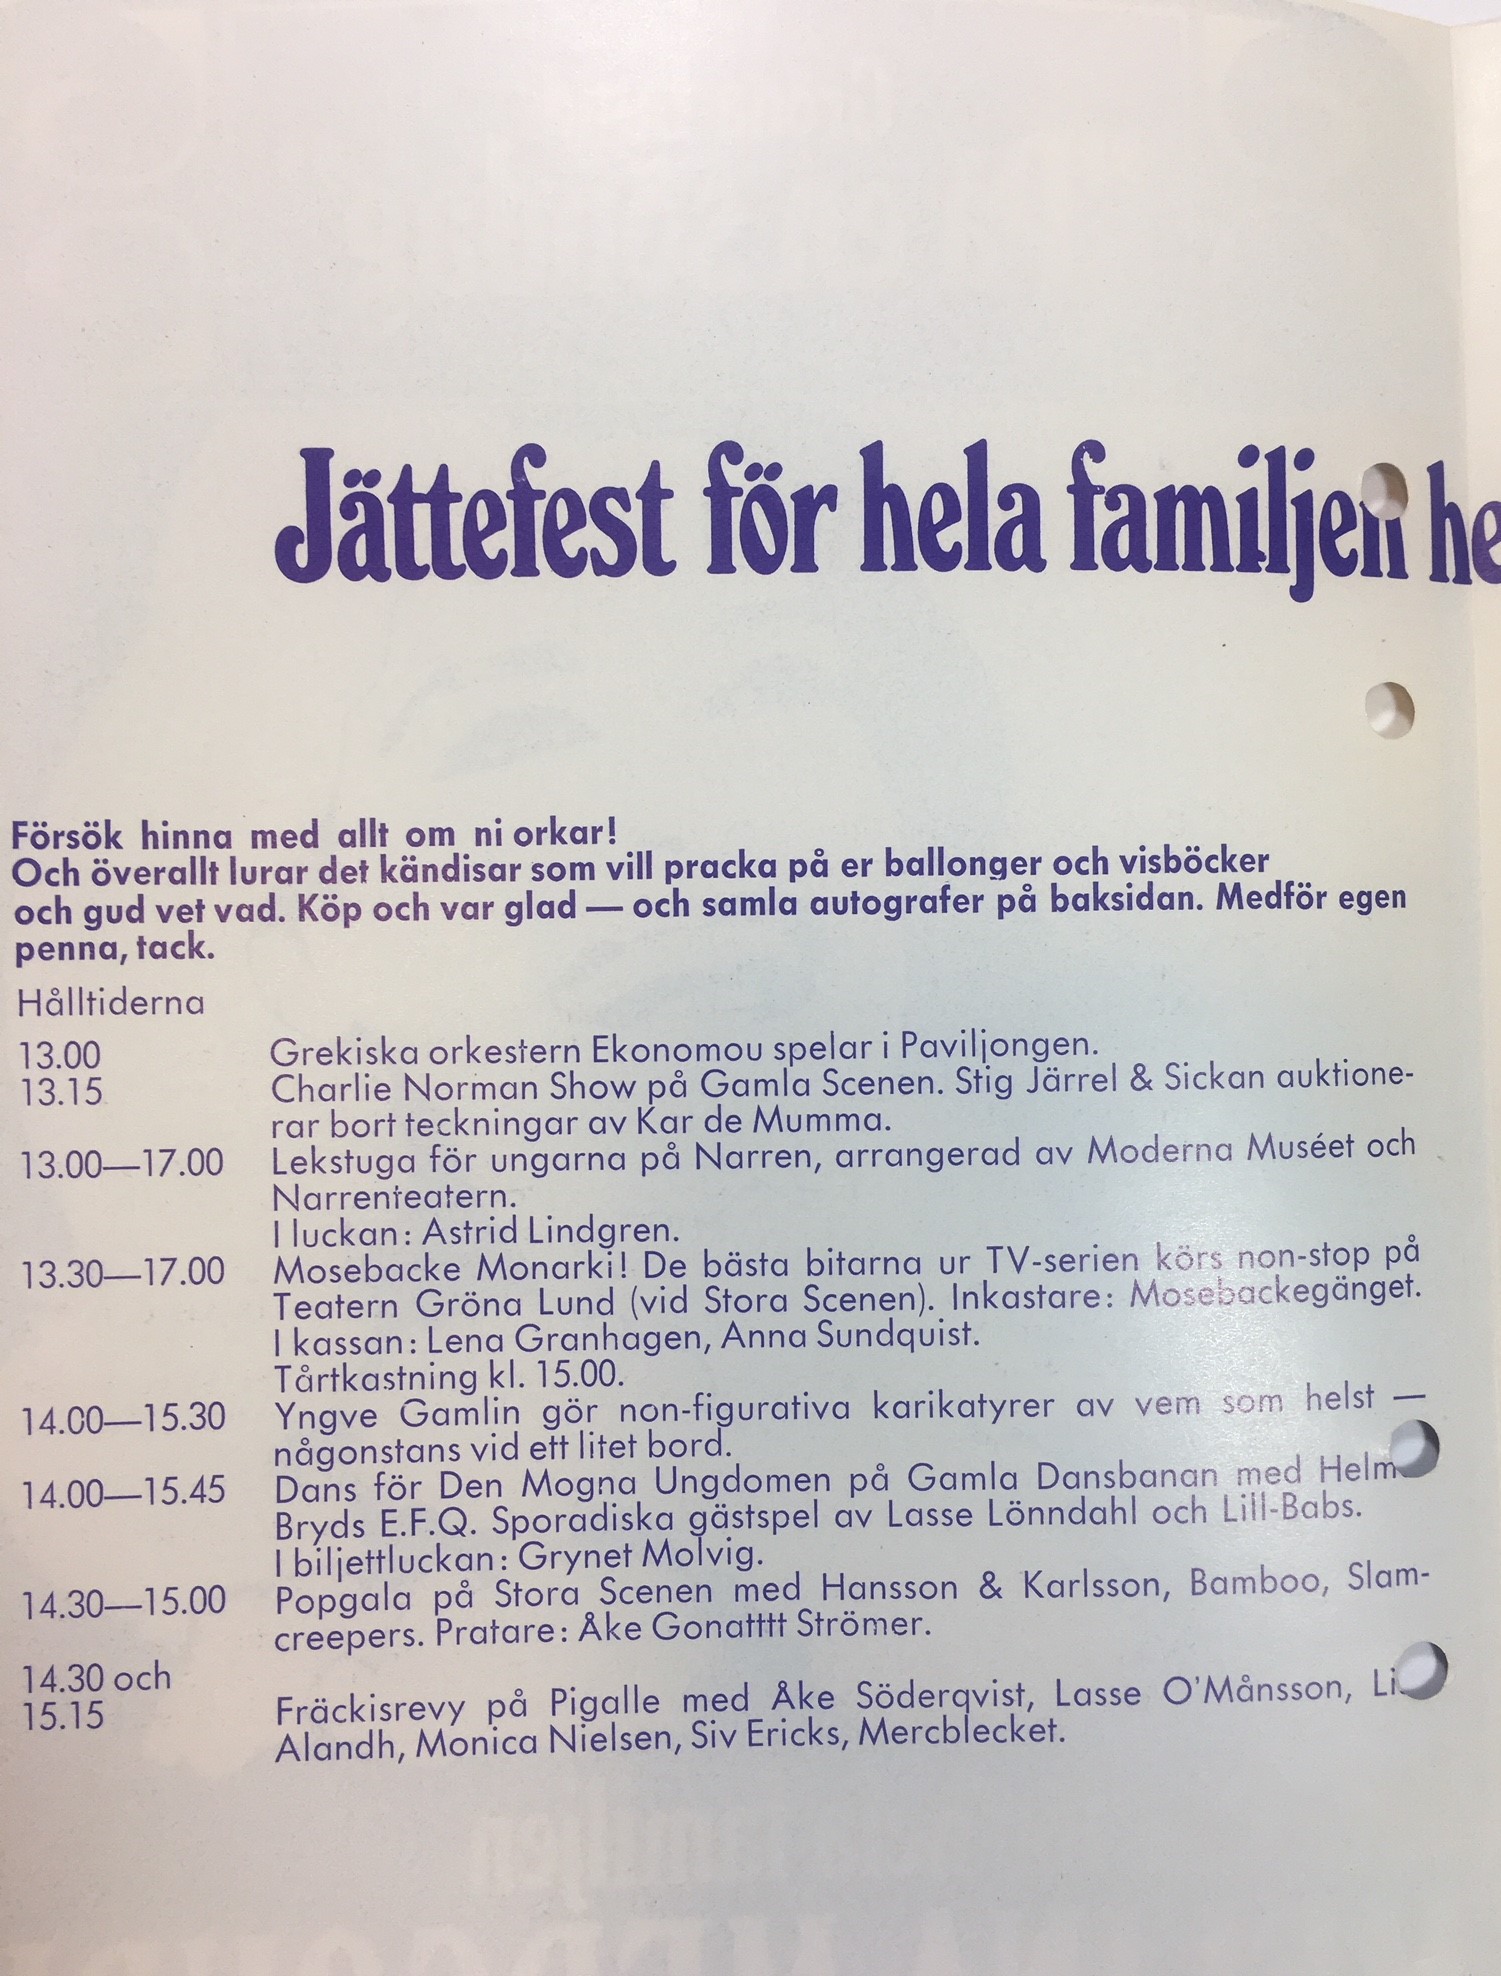 Jättefest för hela familjen he
Försök hinna med allt om ni orkar!
Och överallt lurar det kändisar som vill pracka på er ballonger och visböcker
och gud vet vad. Köp och var glad — och samla autografer på baksidan. Medför egen
penna, tack.
Hålltiderna
13.00 Grekiska orkestern Ekonomou spelar i Paviljongen.
13.15 Charlie Norman Show på Gamla Scenen. Stig Järrel & Sickan auktione-
rar bort teckningar av Kar de Mumma.
13.00—17.00 Lekstuga för ungarna på Narren, arrangerad av Moderna Muséet och
Narrenteatern.
I luckan: Astrid Lindgren.
13.30—17.00 Mosebacke Monarki! De bästa bitarna ur TV-serien körs non-stop på
Teatern Gröna Lund (vid Stora Scenen). Inkastare: Mosebackegänget.
I kassan: Lena Granhagen, Anna Sundquist.
Tårtkastning kl. 15.00.
14.00—15.30 Yngve Gamlin gör non-figurativa karikatyrer av vem som helst —
någonstans vid ett litet bord.
14.00—15.45 Dans för Den Mogna Ungdomen på Gamla Dansbanan med
Bryds E.F.Q. Sporadiska gästspel av Lasse Lönndahl och Lill-Babs.
I biljettluckan: Grynet Molvig.
14.30—15.00 Popgala på Stora Scenen med Hansson & Karlsson, Bamboo, Slam-
creepers. Pratare: Åke Gonatttt Strömer.
14.30 och
15.15 Fräckisrevy på Pigalle med Åke Söderqvist, Lasse O'Månsson,
Alandh, Monica Nielsen, Siv Ericks, Mercblecket.